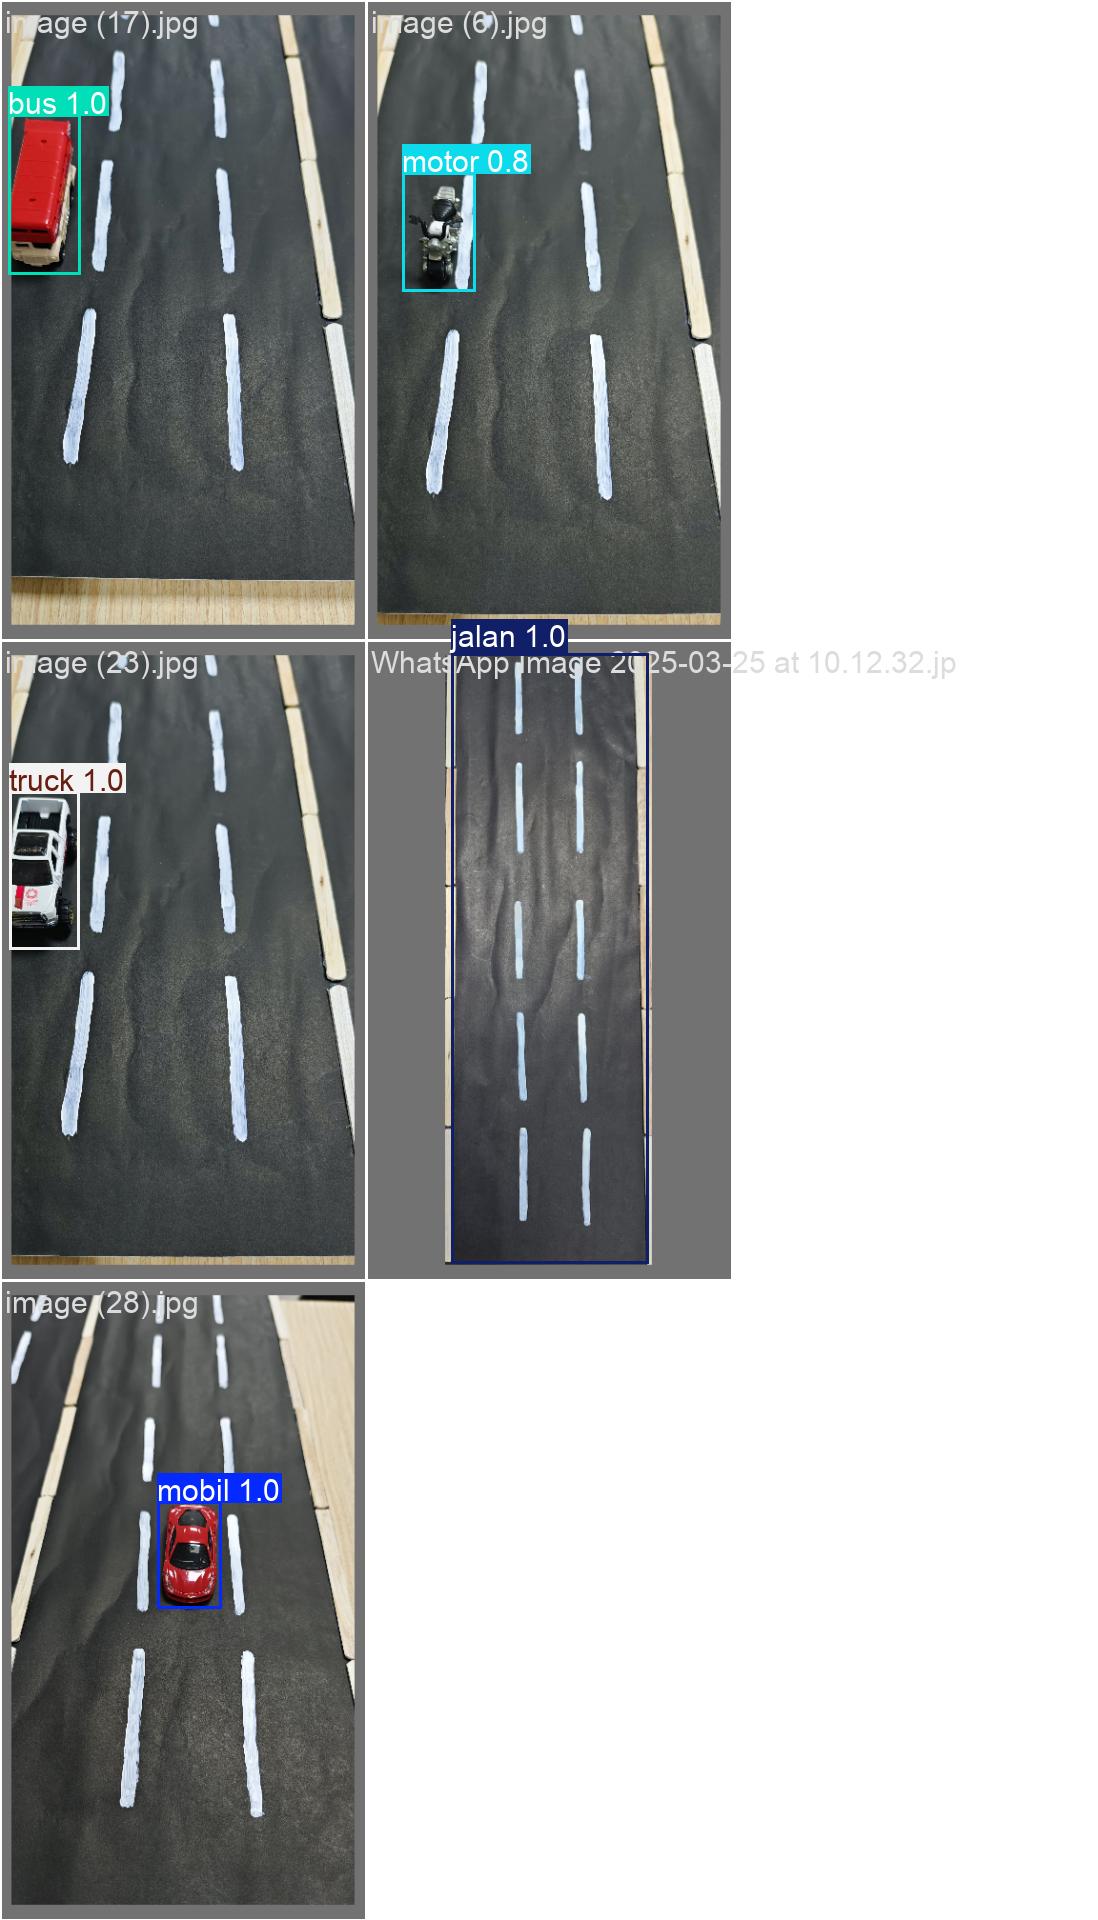 image (17).jpg
bus 1.0
image (6).jpg
motor 0.8
image (23).jpg
truck 1.0
jalan 1.0
WhatsApp Image 2025-03-25 at 10.12.32.jp
image (28).jpg
mobil 1.0